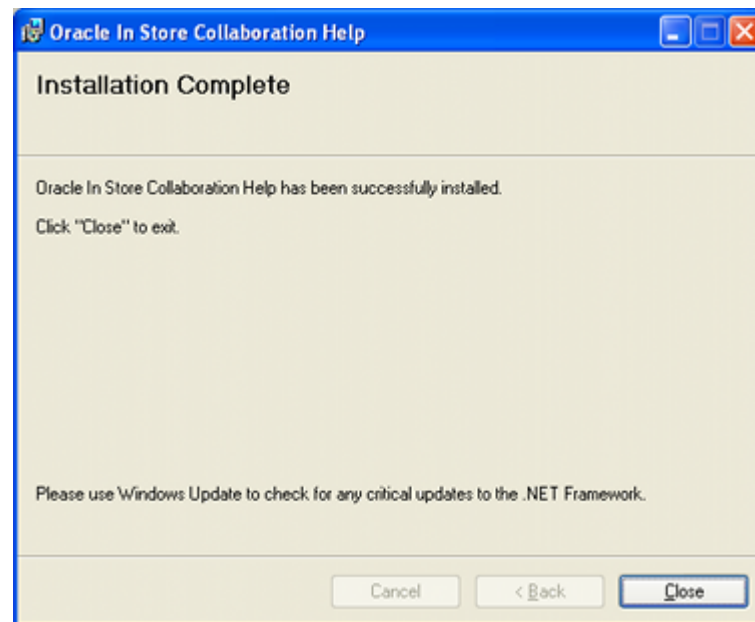 Oracle In Store Collaboration Help
Installation Complete
Oracle In Store Collaboration Help has been successfully installed.
Click "Close" to exit.
Please use Windows Update to check for any critical updates to the .NET Framework.
Cancel < Back Close